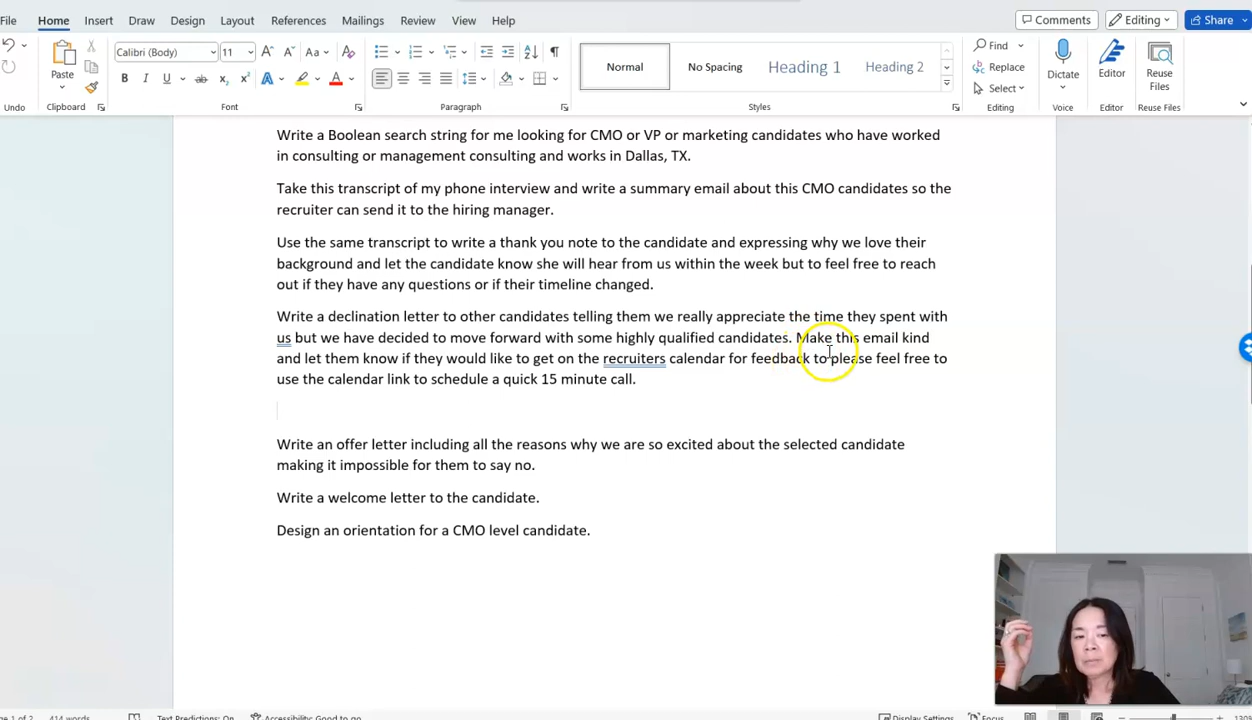 File Home Insert Draw Design Layout References Mailings Review View Help Comments Editing Share
Calibri (Body) 11 Aa Find
Paste Normal No Spacing Heading 1 Heading 2 Replace Dictate Editor Reuse Files
B I U ab x₂ x² A A Select
Undo Clipboard Font Paragraph Styles Editing Voice Editor Reuse Files
Write a Boolean search string for me looking for CMO or VP or marketing candidates who have worked
in consulting or management consulting and works in Dallas, TX.
Take this transcript of my phone interview and write a summary email about this CMO candidates so the
recruiter can send it to the hiring manager.
Use the same transcript to write a thank you note to the candidate and expressing why we love their
background and let the candidate know she will hear from us within the week but to feel free to reach
out if they have any questions or if their timeline changed.
Write a declination letter to other candidates telling them we really appreciate the time they spent with
us but we have decided to move forward with some highly qualified candidates. Make this email kind
and let them know if they would like to get on the recruiters calendar for feedback to please feel free to
use the calendar link to schedule a quick 15 minute call.
Write an offer letter including all the reasons why we are so excited about the selected candidate
making it impossible for them to say no.
Write a welcome letter to the candidate.
Design an orientation for a CMO level candidate.
1 of 2 414 words Text Predictions: On Accessibility: Good to go Display Settings Focus